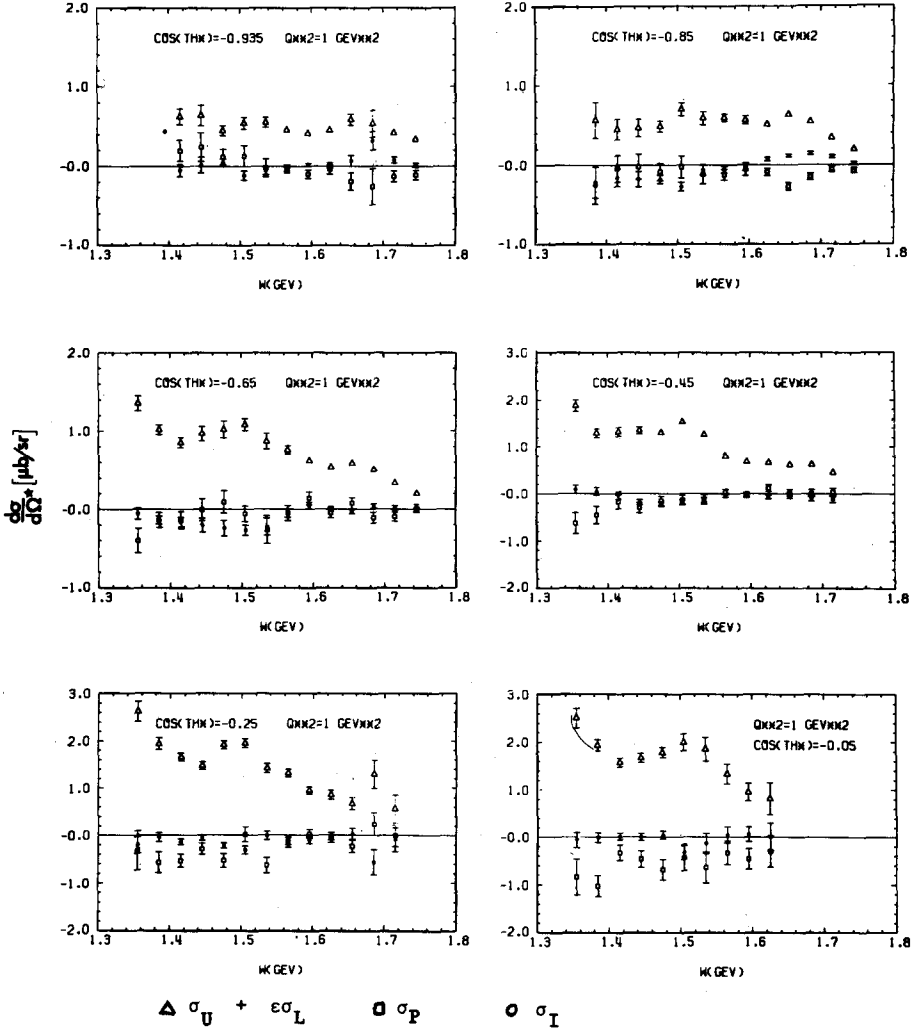 2.0
COS(THX)=-0.935 QXX2=1 GEVXX2
1.0
-0.0
-1.0
1.3 1.4 1.5 1.6 1.7 1.8
W(GEV)
2.0
COS(THX)=-0.85 QXX2=1 GEVXX2
1.0
-0.0
-1.0
1.3 1.4 1.5 1.6 1.7 1.8
W(GEV)
dσ/dΩ* [μb/sr]
2.0
COS(THX)=-0.65 QXX2=1 GEVXX2
1.0
-0.0
-1.0
1.3 1.4 1.5 1.6 1.7 1.8
W(GEV)
3.0
COS(THX)=-0.45 QXX2=1 GEVXX2
2.0
1.0
-0.0
-1.0
-2.0
1.3 1.4 1.5 1.6 1.7 1.8
W(GEV)
3.0
COS(THX)=-0.25 QXX2=1 GEVXX2
2.0
1.0
-0.0
-1.0
-2.0
1.3 1.4 1.5 1.6 1.7 1.8
W(GEV)
3.0
QXX2=1 GEVXX2
COS(THX)=-0.05
2.0
1.0
-0.0
-1.0
-2.0
1.3 1.4 1.5 1.6 1.7 1.8
W(GEV)
△ σU + εσL □ σP ○ σI